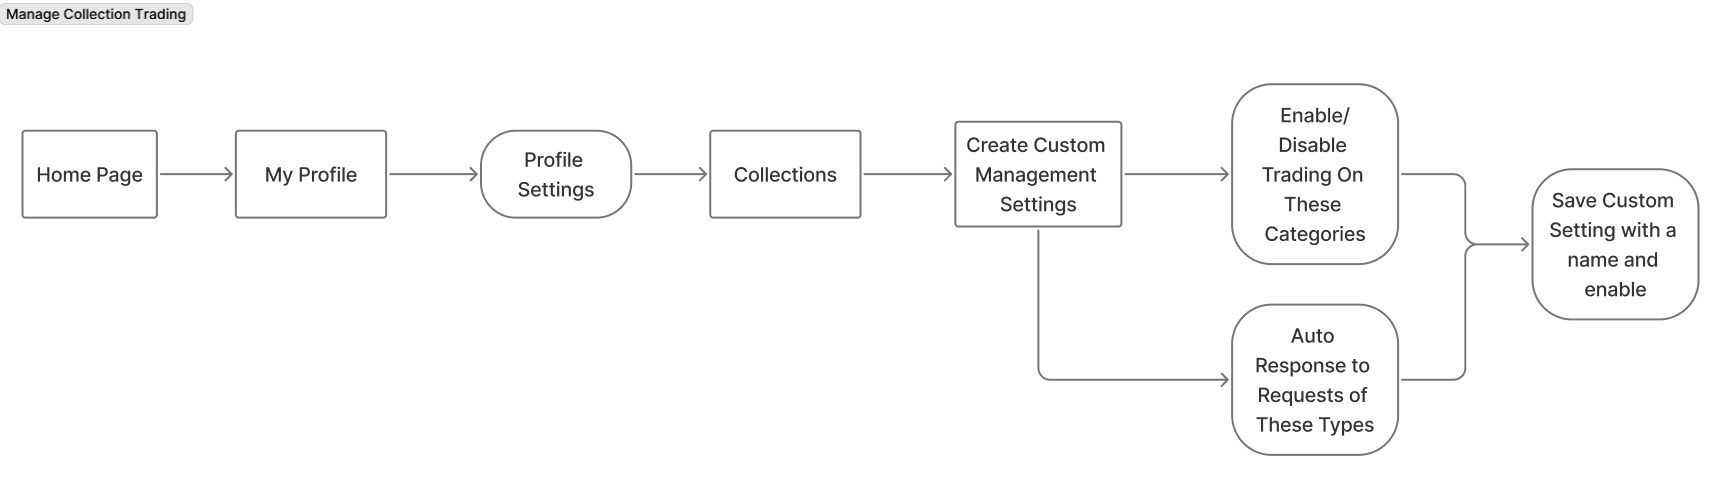 Manage Collection Trading
Home Page
My Profile
Profile
Settings
Collections
Create Custom
Management
Settings
Enable/
Disable
Trading On
These
Categories
Auto
Response to
Requests of
These Types
Save Custom
Setting with a
name and
enable